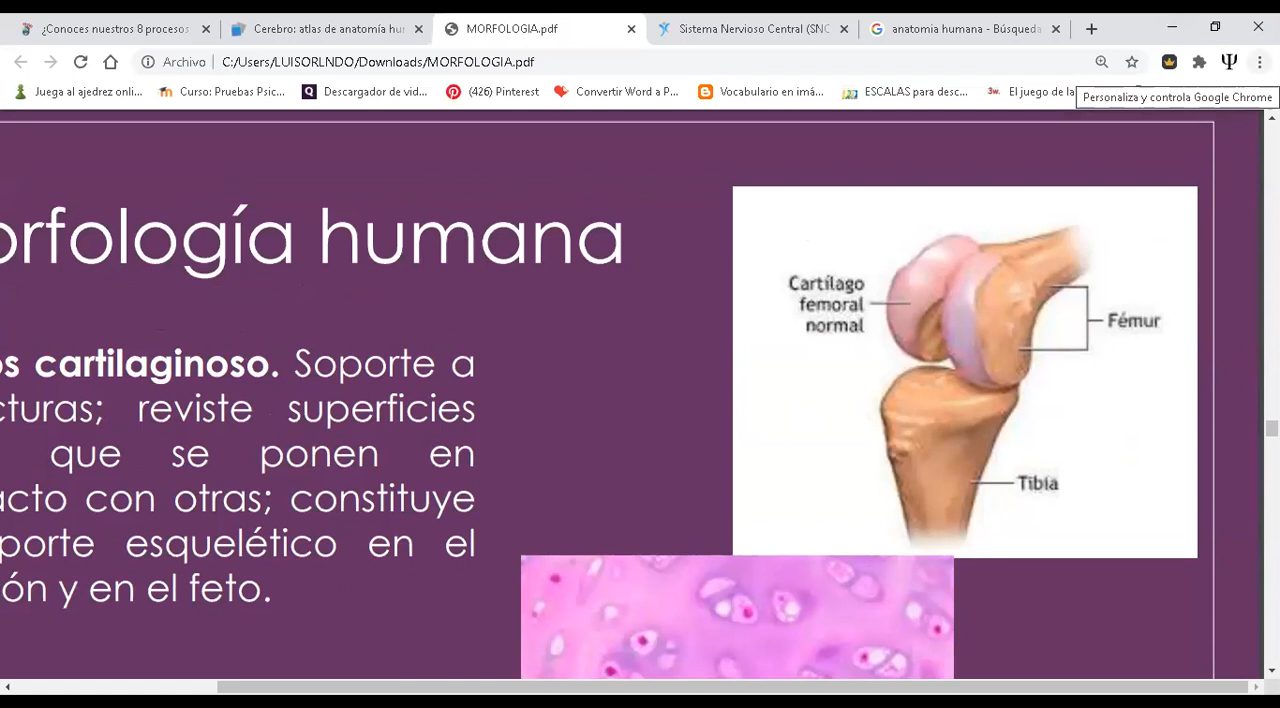 ¿Conoces nuestros 8 procesos
Cerebro: atlas de anatomía hu
MORFOLOGIA.pdf
Sistema Nervioso Central (SNC
anatomia humana - Búsqueda
Archivo | C:/Users/LUISORLNDO/Downloads/MORFOLOGIA.pdf
Juega al ajedrez onli...
Curso: Pruebas Psic...
Descargador de vid...
(426) Pinterest
Convertir Word a P...
Vocabulario en imá...
ESCALAS para desc...
El juego de la
Personaliza y controla Google Chrome
orfología humana
os cartilaginoso. Soporte a
cturas; reviste superficies
que se ponen en
acto con otras; constituye
porte esquelético en el
ón y en el feto.
Cartílago
femoral
normal
Fémur
Tibia